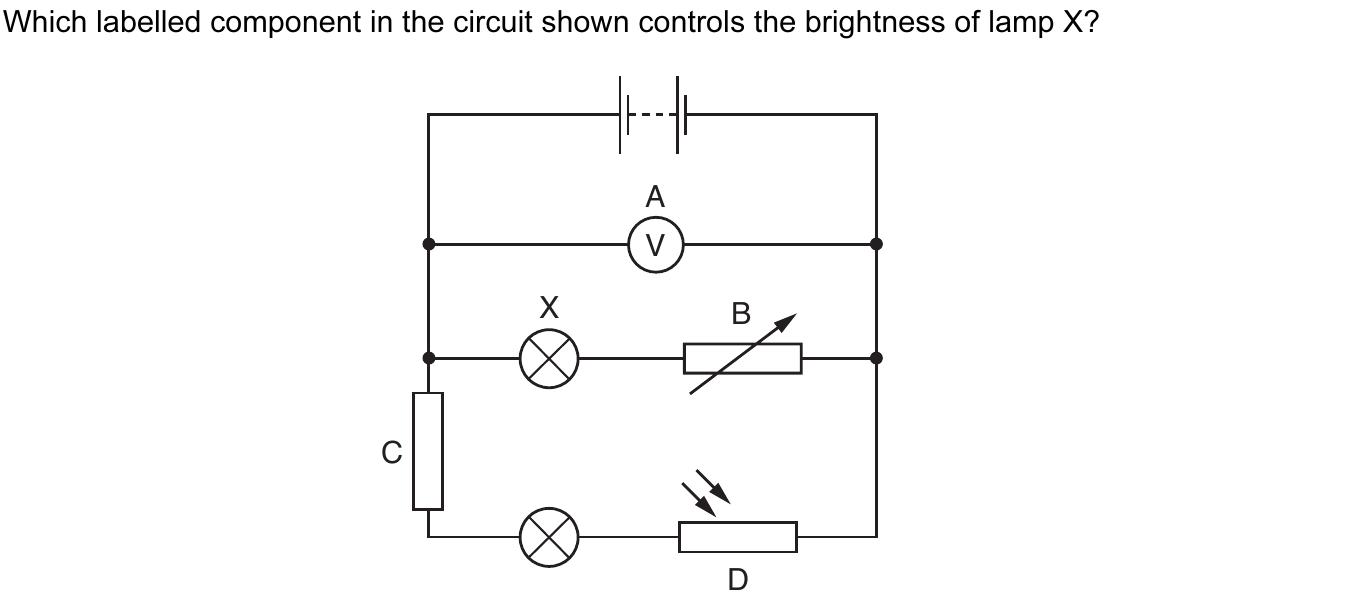 Which labelled component in the circuit shown controls the brightness of lamp X?
A
V
X
B
C
D